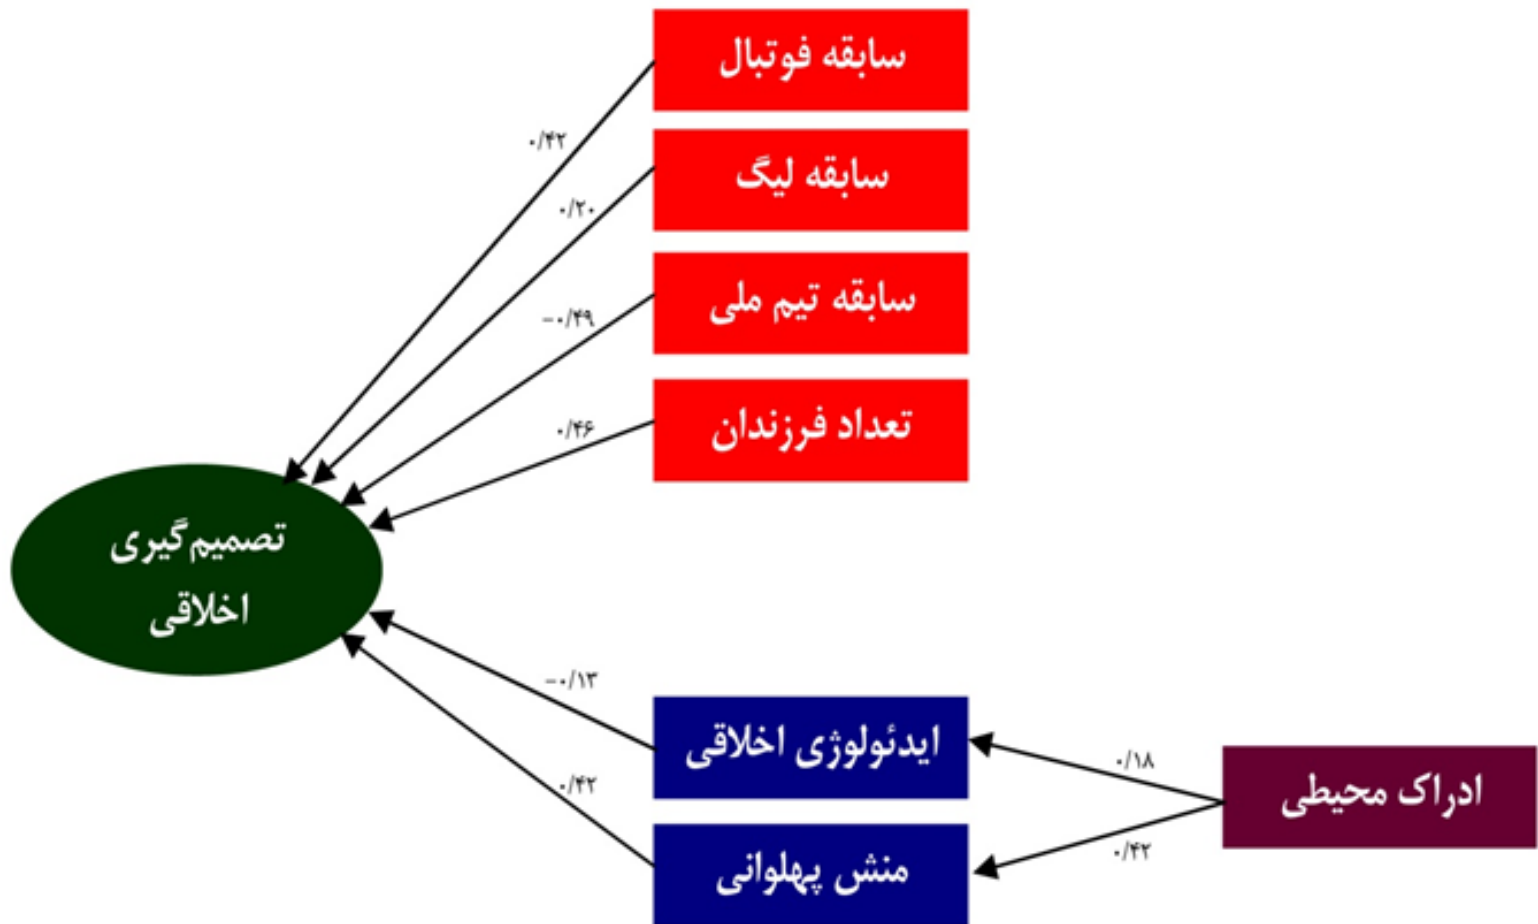 سابقه فوتبال
۰/۴۲
سابقه لیگ
۰/۲۰
سابقه تیم ملی
-۰/۴۹
تعداد فرزندان
۰/۴۶
تصمیم‌گیری
اخلاقی
-۰/۱۳
ایدئولوژی اخلاقی
۰/۱۸
ادراک محیطی
۰/۴۲
منش پهلوانی
۰/۴۲